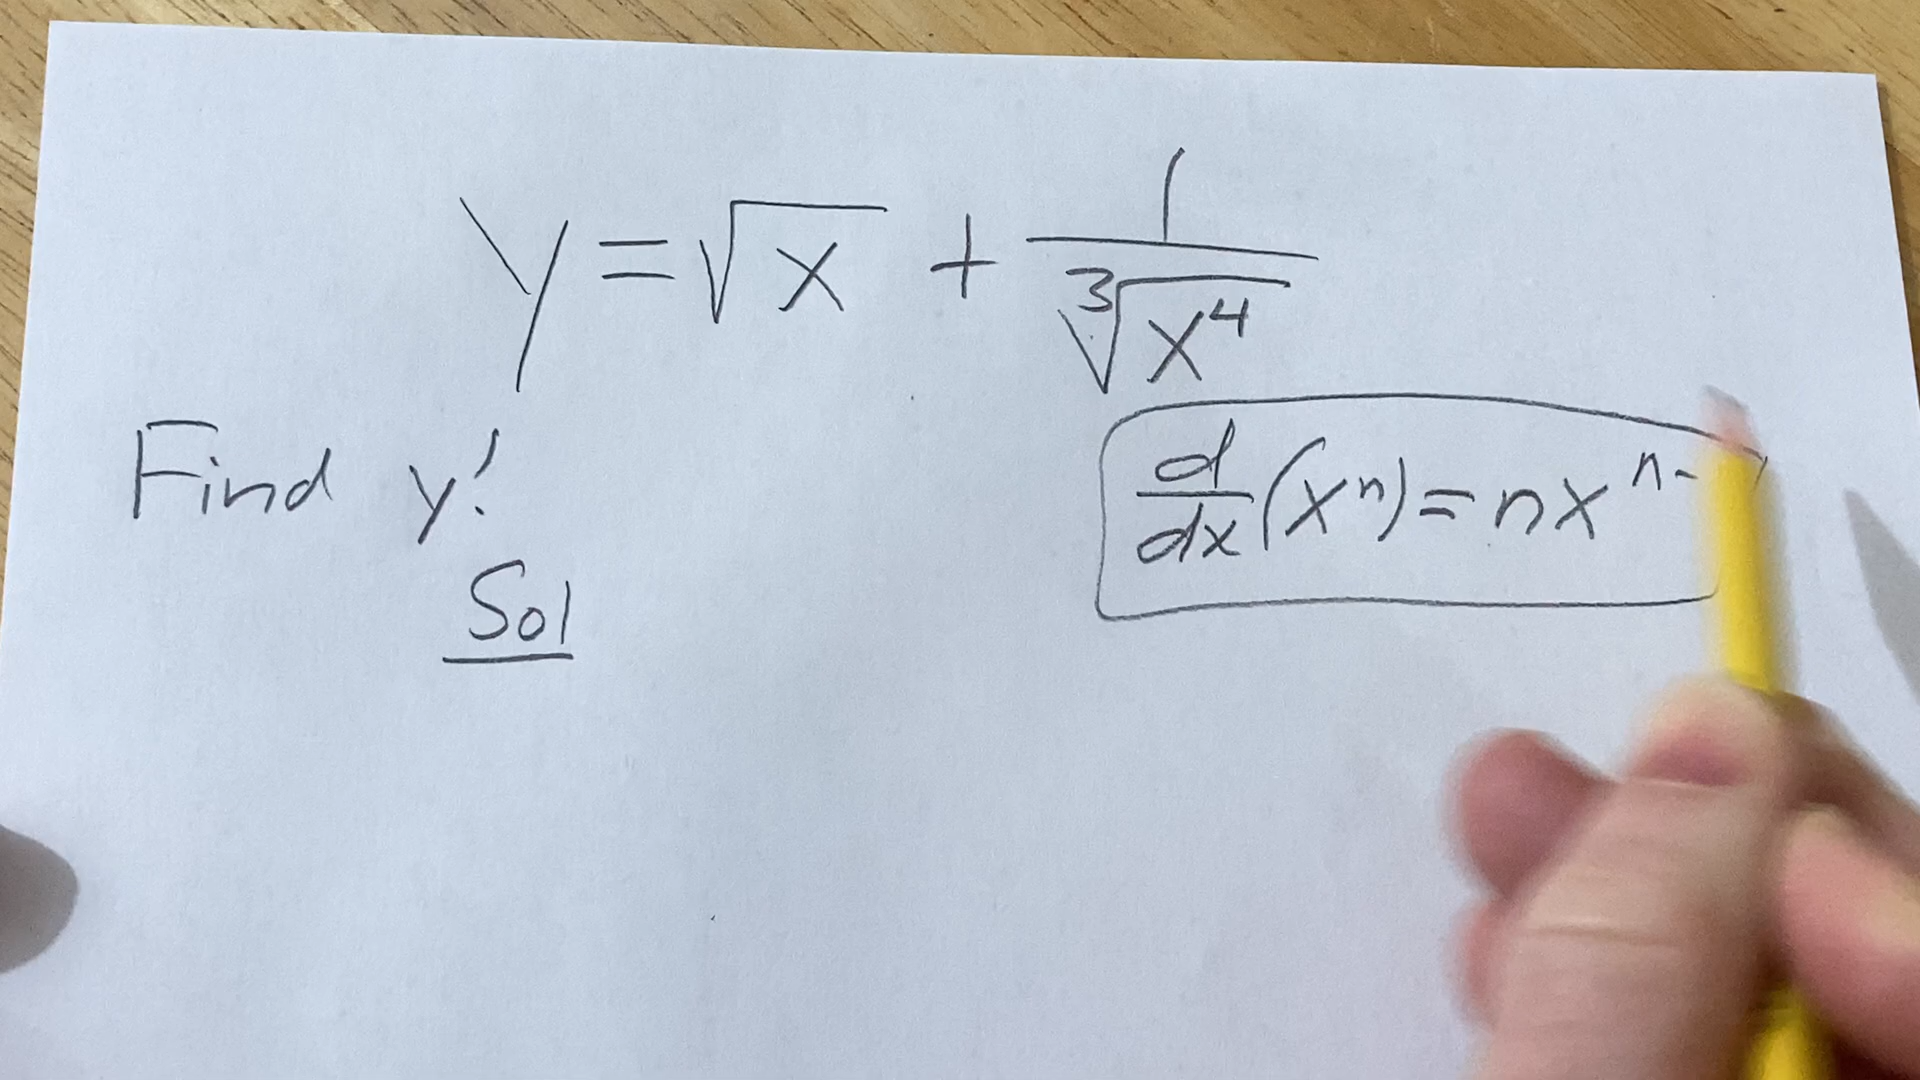 y = √x + 1/∛x⁴
Find y'.
d/dx (xⁿ) = nxⁿ⁻
Sol